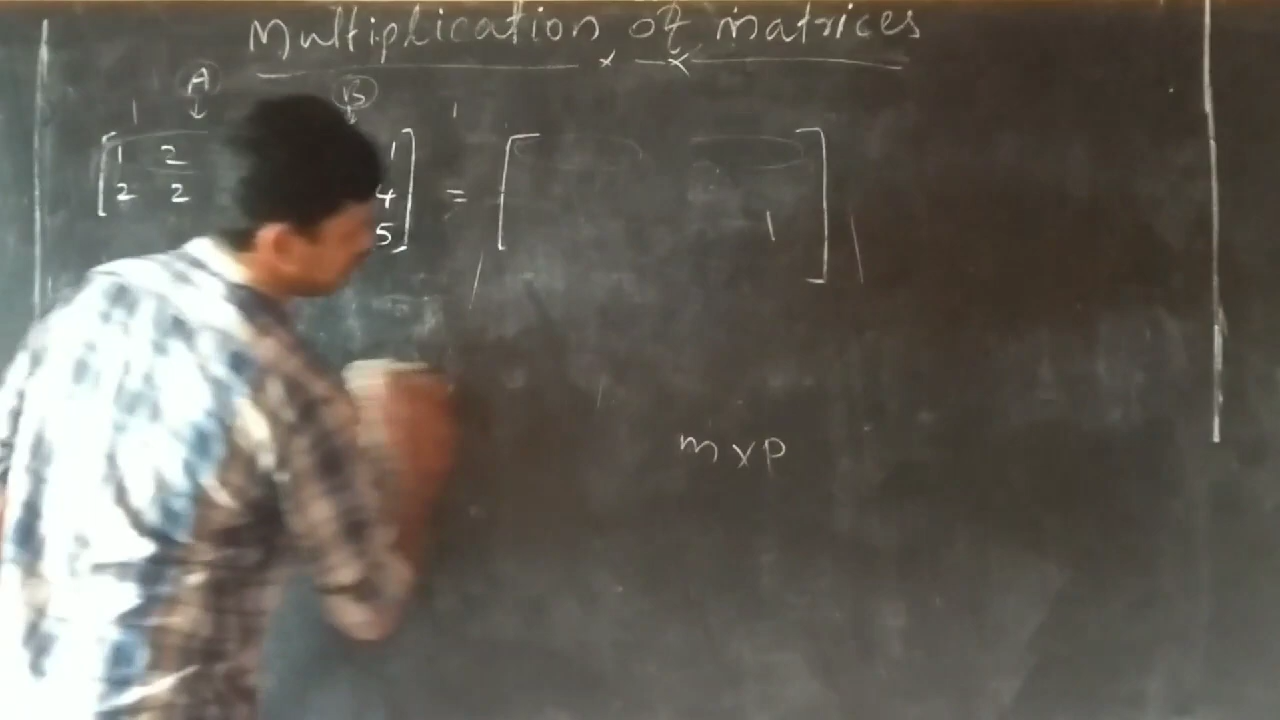 Multiplication of matrices
A B
1 2 1
2 2 4 =
5 1
m x p